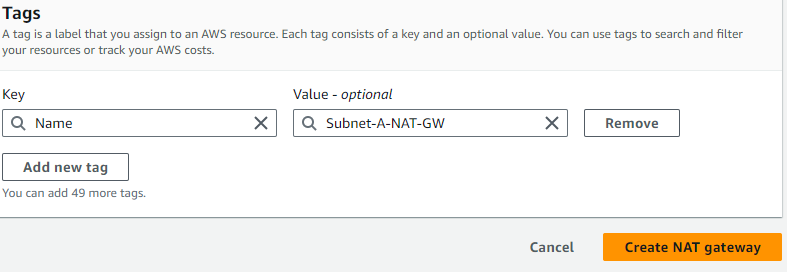 Tags
A tag is a label that you assign to an AWS resource. Each tag consists of a key and an optional value. You can use tags to search and filter
your resources or track your AWS costs.
Key
Value - optional
Name
Subnet-A-NAT-GW
Remove
Add new tag
You can add 49 more tags.
Cancel
Create NAT gateway